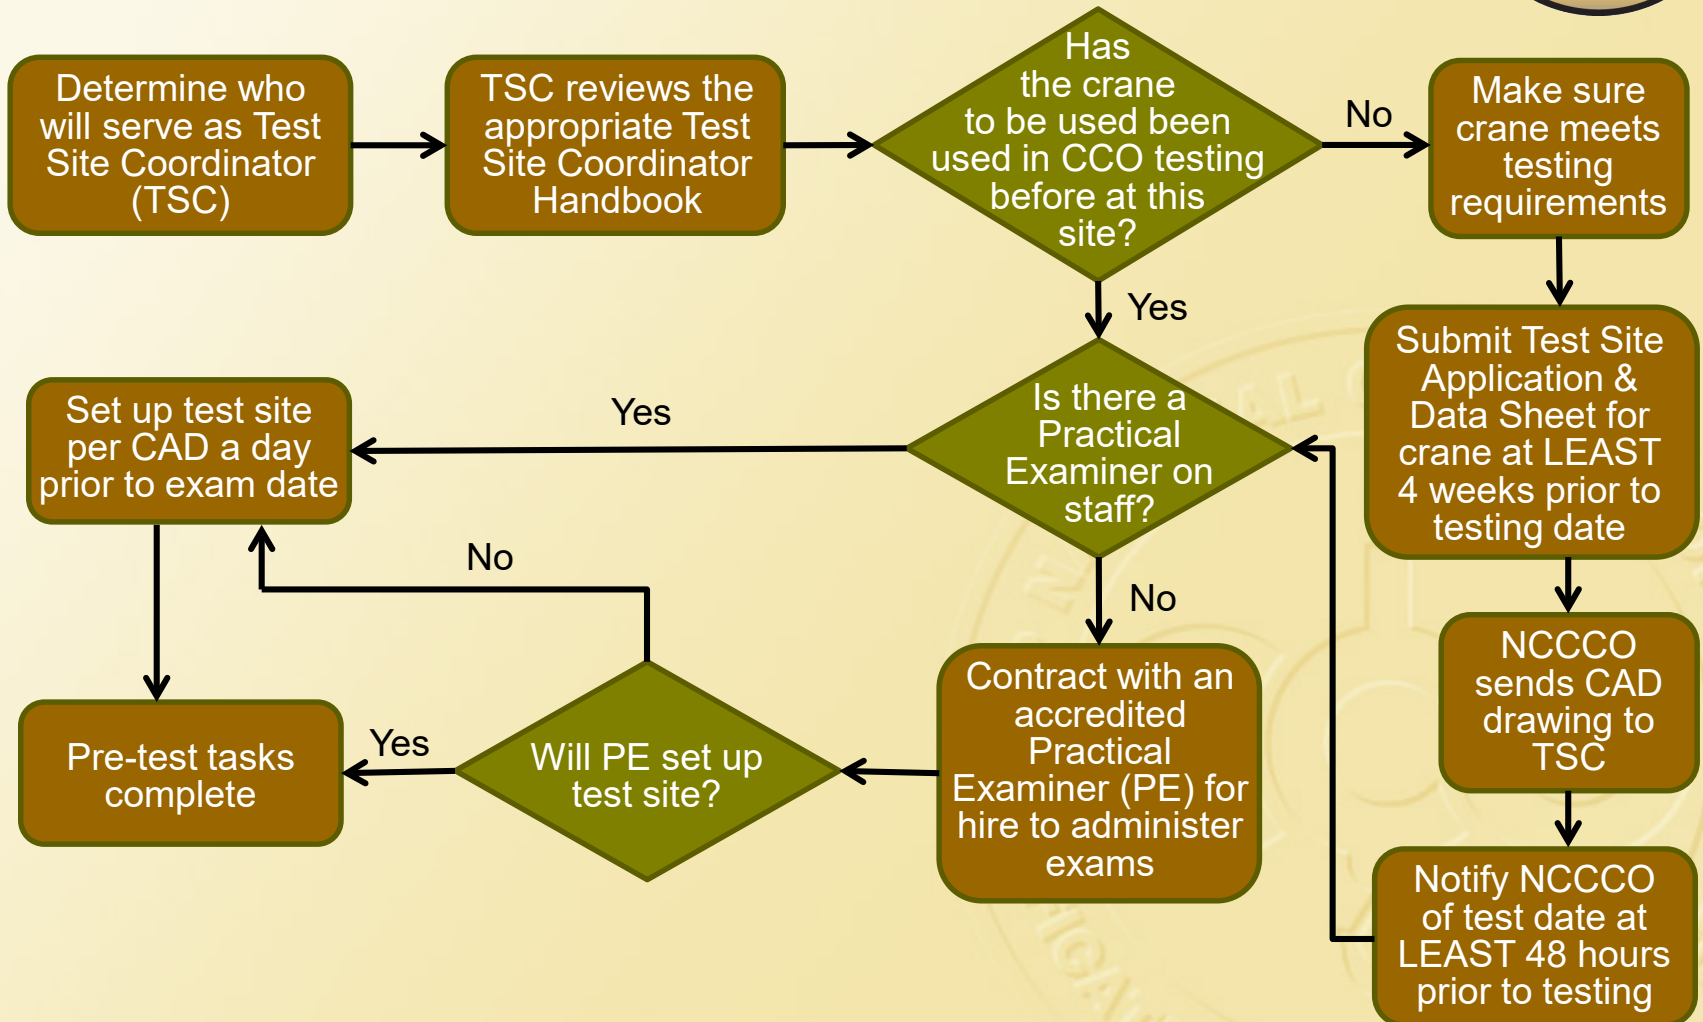 Determine who
will serve as Test
Site Coordinator
(TSC)
TSC reviews the
appropriate Test
Site Coordinator
Handbook
Has
the crane
to be used been
used in CCO testing
before at this
site?
No
Make sure
crane meets
testing
requirements
Yes
Submit Test Site
Application &
Data Sheet for
crane at LEAST
4 weeks prior to
testing date
NCCCO
sends CAD
drawing to
TSC
Notify NCCCO
of test date at
LEAST 48 hours
prior to testing
Is there a
Practical
Examiner on
staff?
Yes
Set up test site
per CAD a day
prior to exam date
No
Contract with an
accredited
Practical
Examiner (PE) for
hire to administer
exams
Will PE set up
test site?
No
Yes
Pre-test tasks
complete